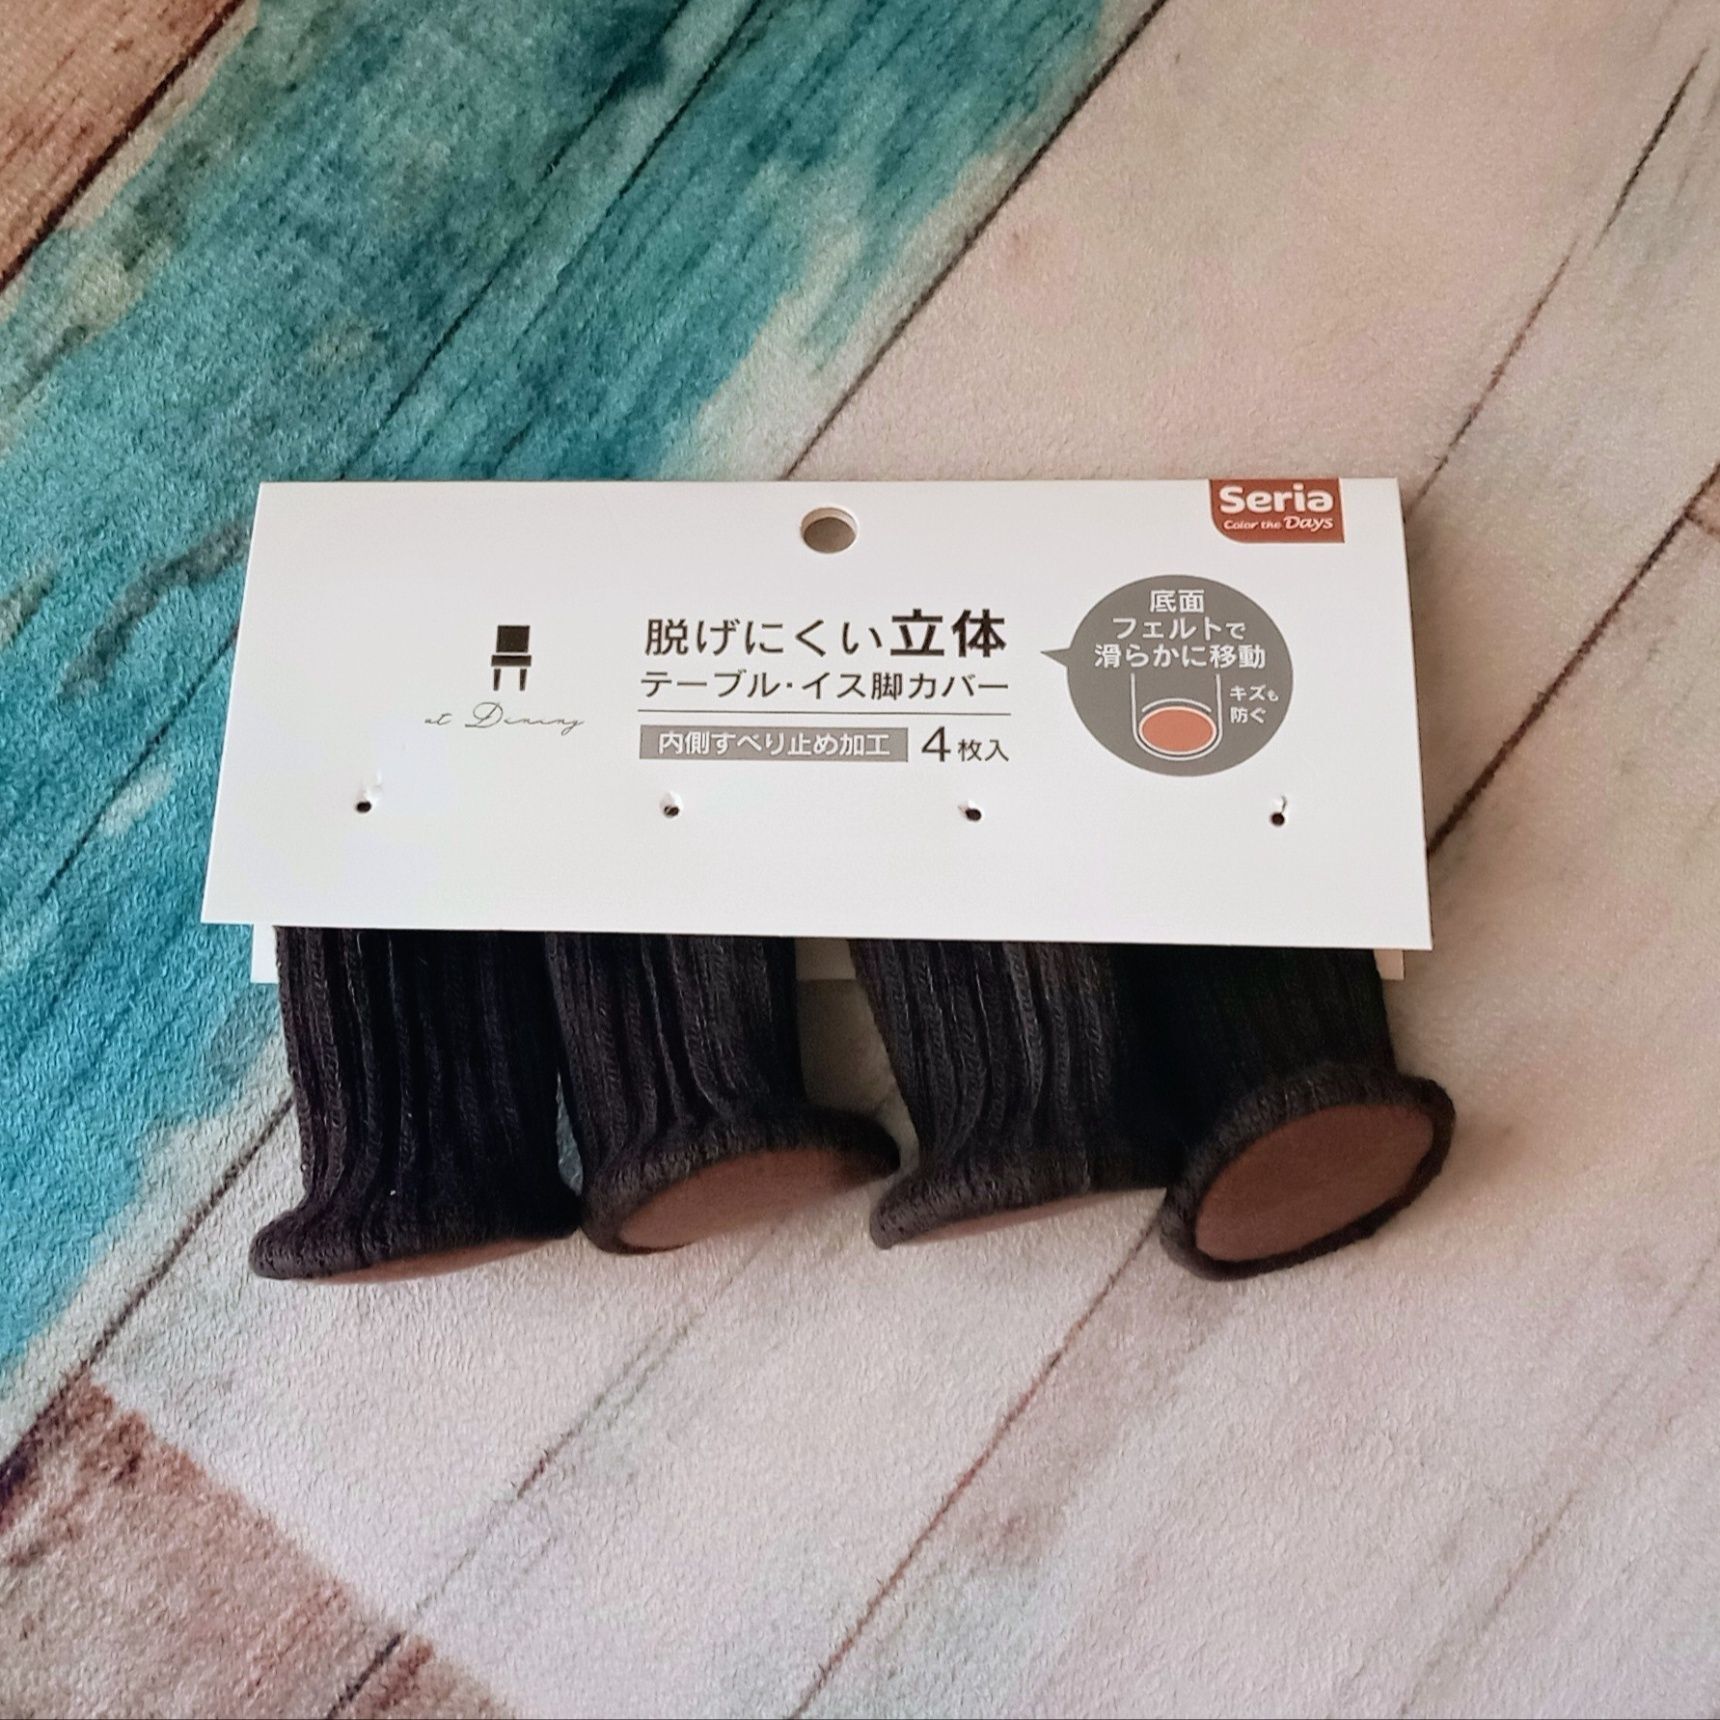 Seria
Color the Days
脱げにくい立体
テーブル・イス脚カバー
内側すべり止め加工 4枚入
at Dining
底面
フェルトで
滑らかに移動
キズも
防ぐ